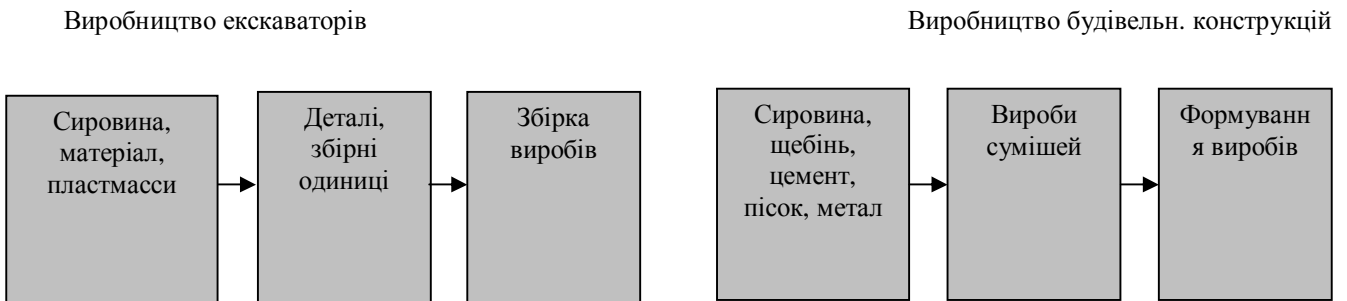 Виробництво екскаваторів
Виробництво будівельн. конструкцій
Сировина,
матеріал,
пластмасси
Деталі,
збірні
одиниці
Збірка
виробів
Сировина,
щебінь,
цемент,
пісок, метал
Вироби
сумішей
Формуванн
я виробів